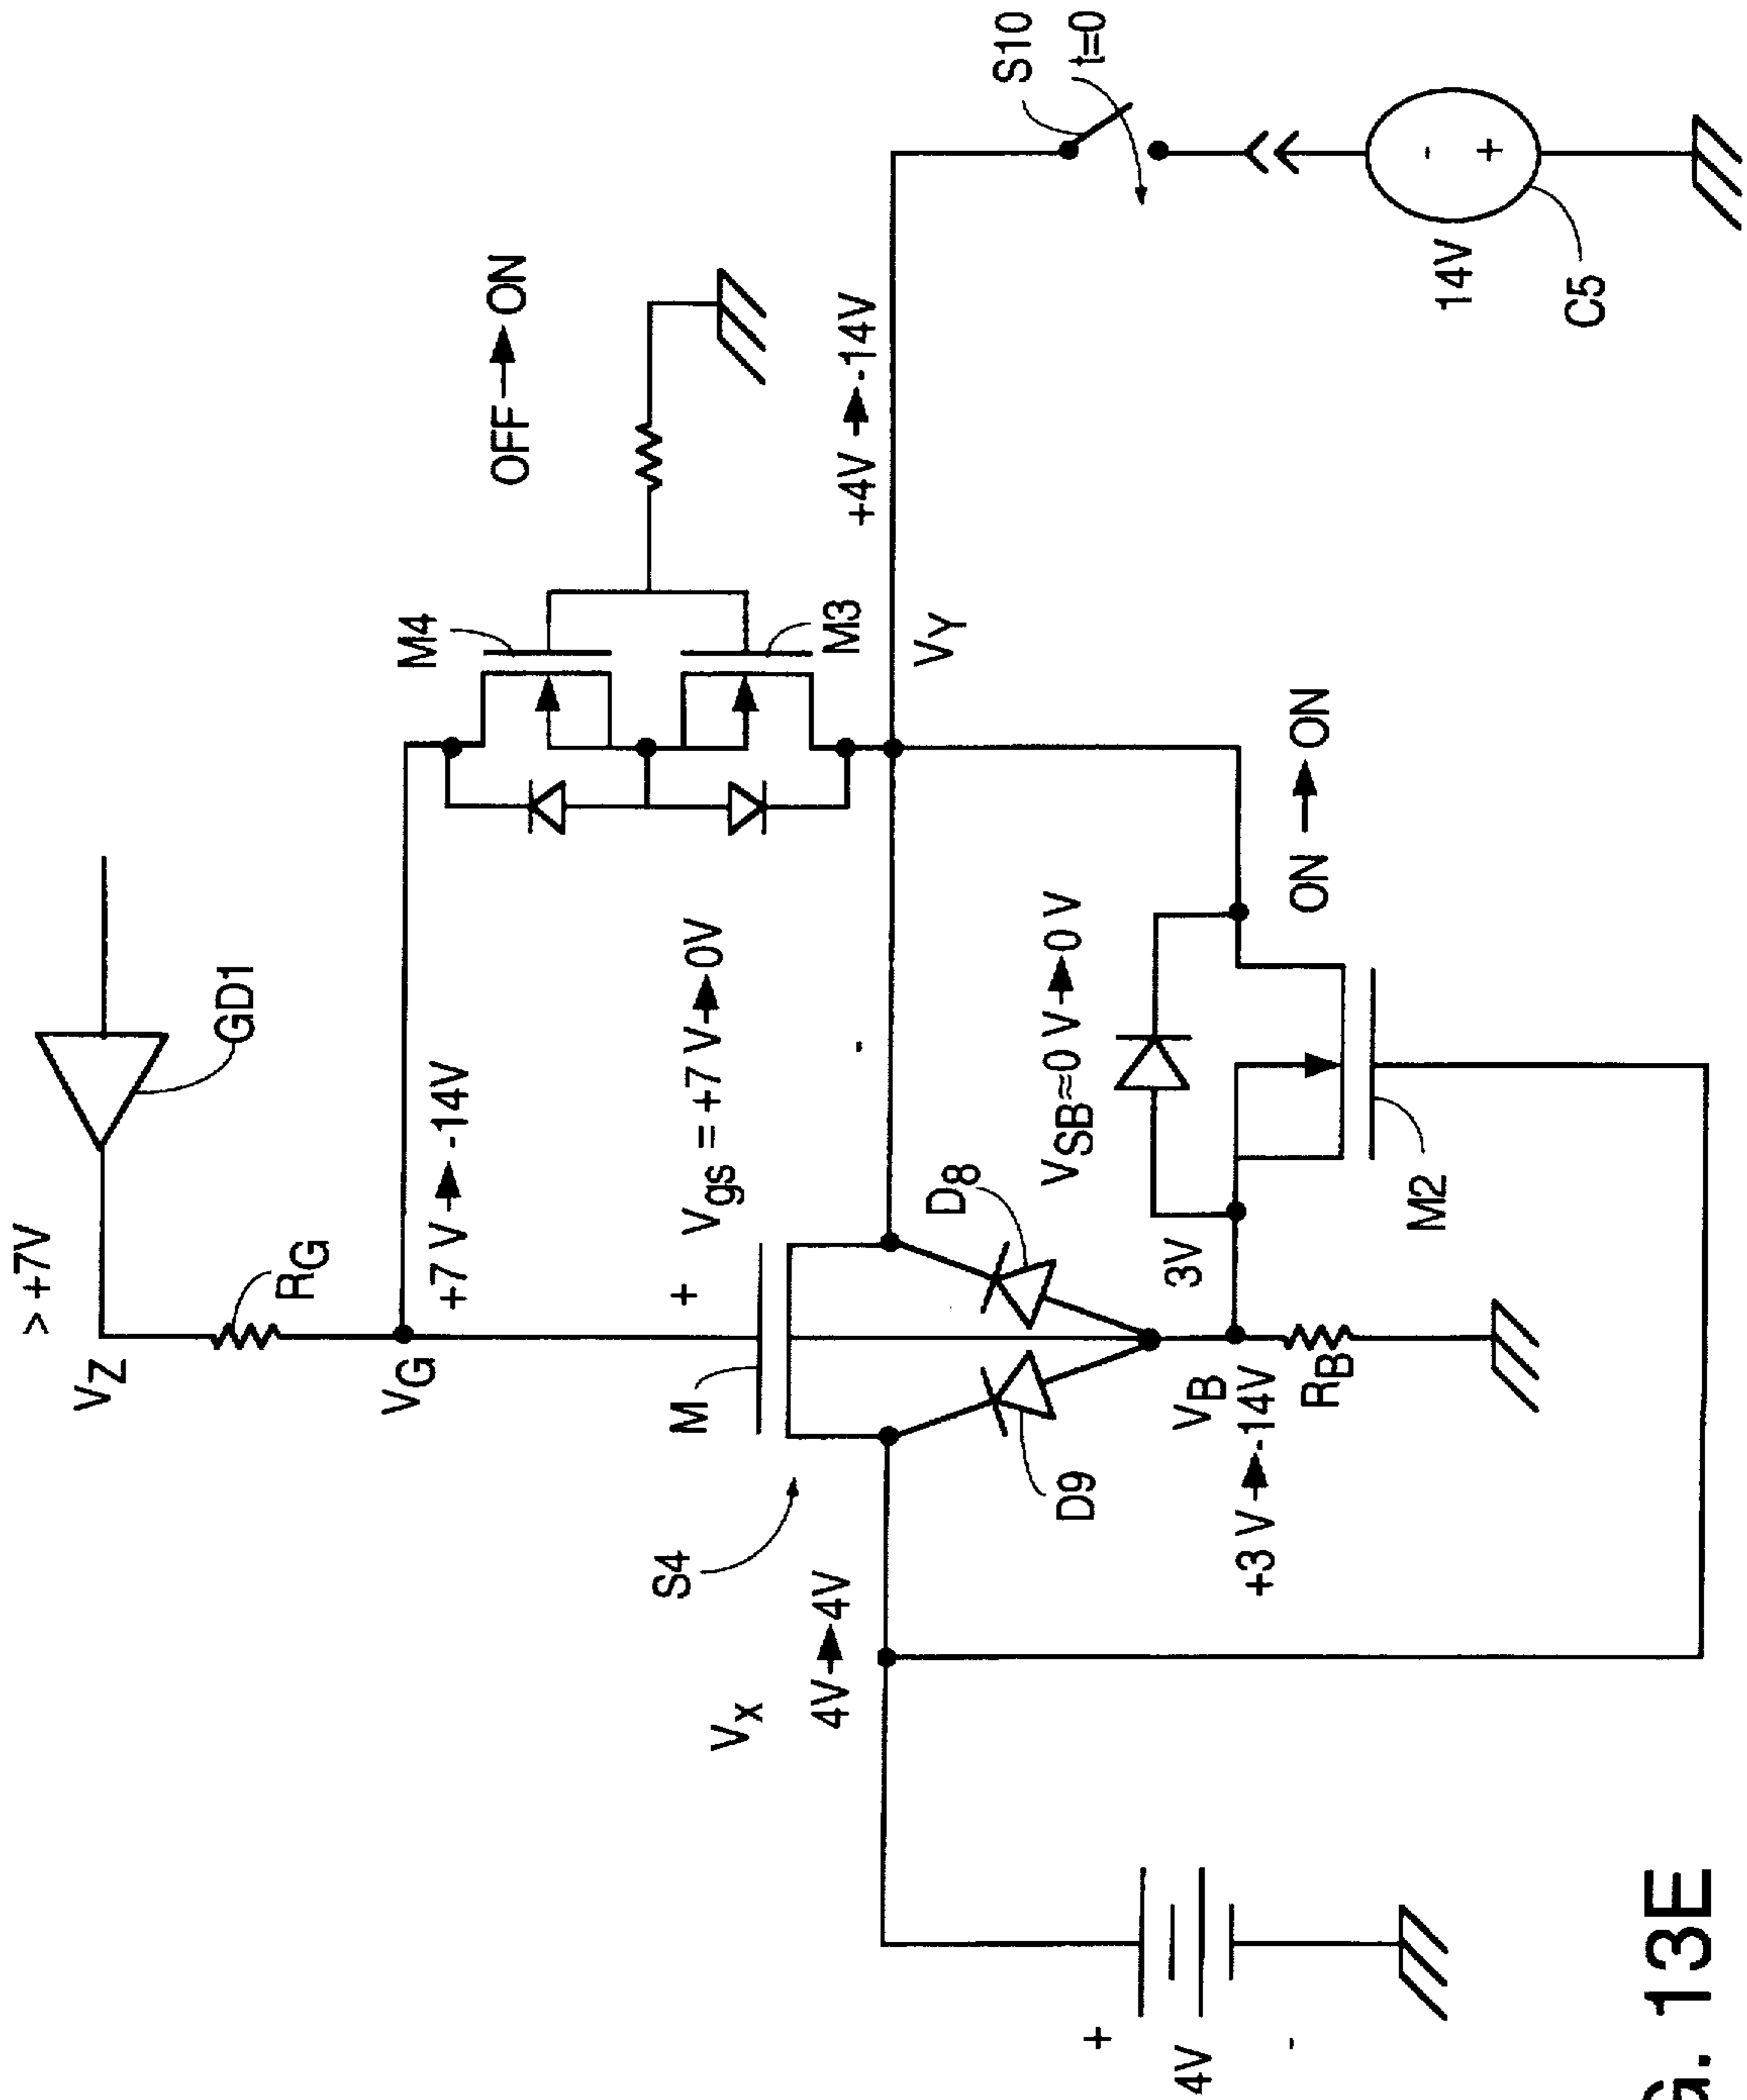 > +7V
VZ
GD1
RG
VG
+7 V → -14V
M4
OFF → ON
M
+
Vgs = +7 V → 0V
-
M3
+4V → -14V
VY
S10
t=0
S4
VX
4V → 4V
D9
D8
VSB≈0 V → 0 V
3V
VB
+3 V → -14V
RB
M2
ON → ON
14V
-
+
C5
+
4V
-
G. 13E